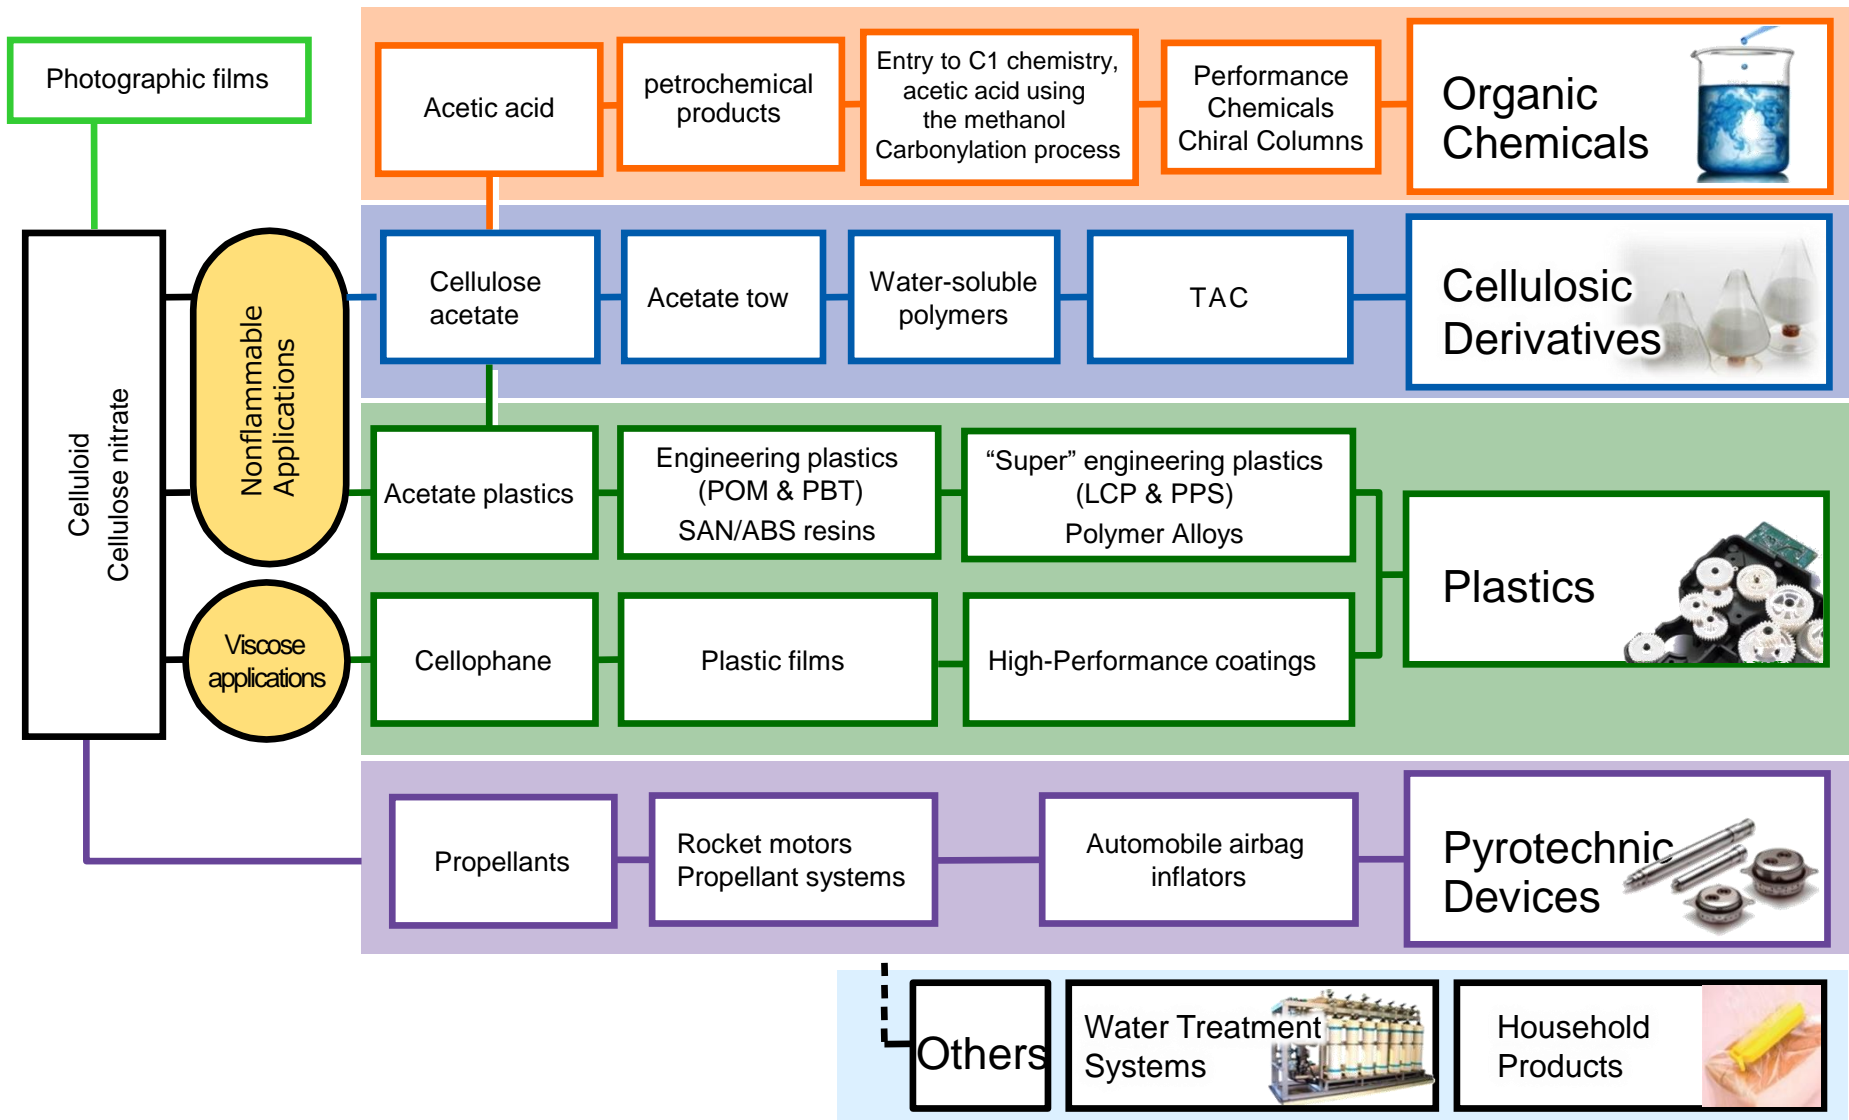 Photographic films
Celluloid
Cellulose nitrate
Nonflammable
Applications
Viscose
applications
Acetic acid
petrochemical
products
Entry to C1 chemistry,
acetic acid using
the methanol
Carbonylation process
Performance
Chemicals
Chiral Columns
Organic
Chemicals
Cellulose
acetate
Acetate tow
Water-soluble
polymers
TAC
Cellulosic
Derivatives
Acetate plastics
Engineering plastics
(POM & PBT)
SAN/ABS resins
“Super” engineering plastics
(LCP & PPS)
Polymer Alloys
Cellophane
Plastic films
High-Performance coatings
Plastics
Propellants
Rocket motors
Propellant systems
Automobile airbag
inflators
Pyrotechnic
Devices
Others
Water Treatment
Systems
Household
Products